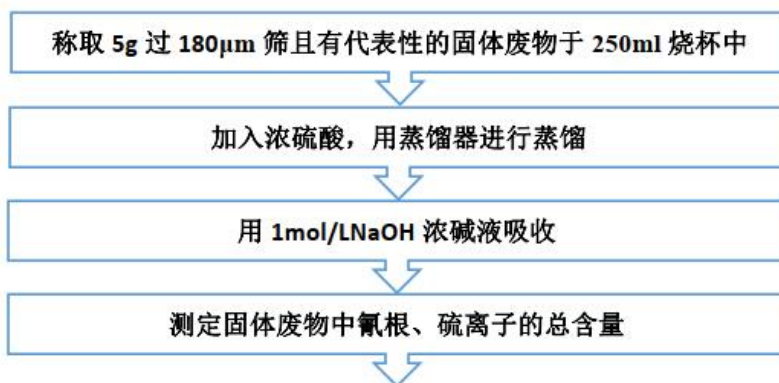 称取 5g 过 180μm 筛且有代表性的固体废物于 250ml 烧杯中
加入浓硫酸，用蒸馏器进行蒸馏
用 1mol/LNaOH 浓碱液吸收
测定固体废物中氰根、硫离子的总含量